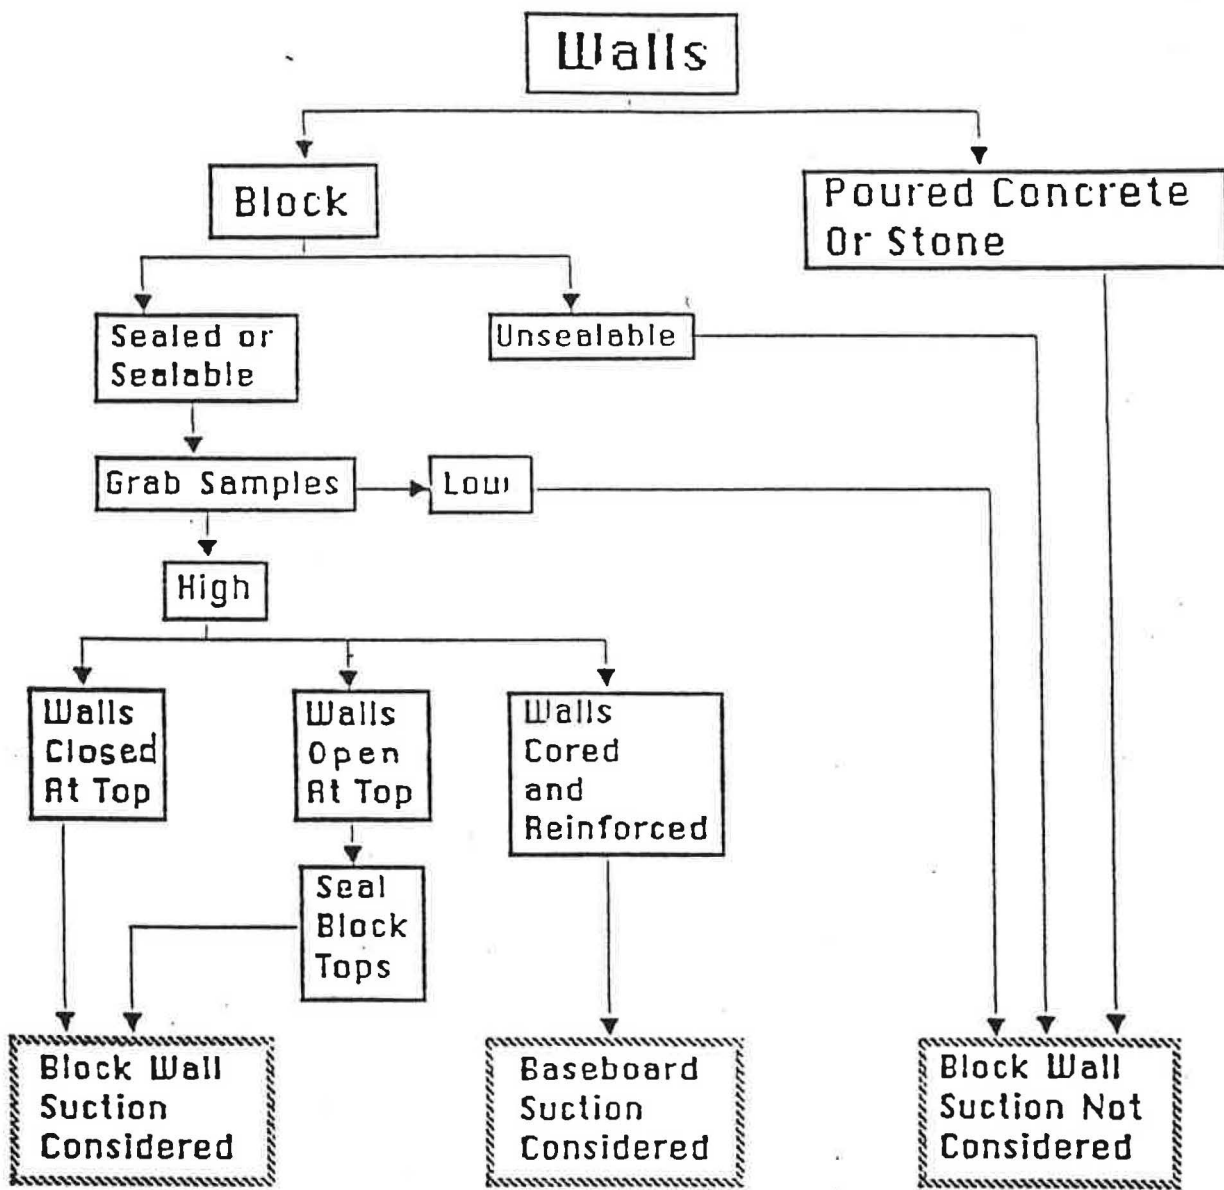 Walls
Block
Poured Concrete
Or Stone
Sealed or
Sealable
Unsealable
Grab Samples
Low
High
Walls
Closed
At Top
Walls
Open
At Top
Walls
Cored
and
Reinforced
Seal
Block
Tops
Block Wall
Suction
Considered
Baseboard
Suction
Considered
Block Wall
Suction Not
Considered